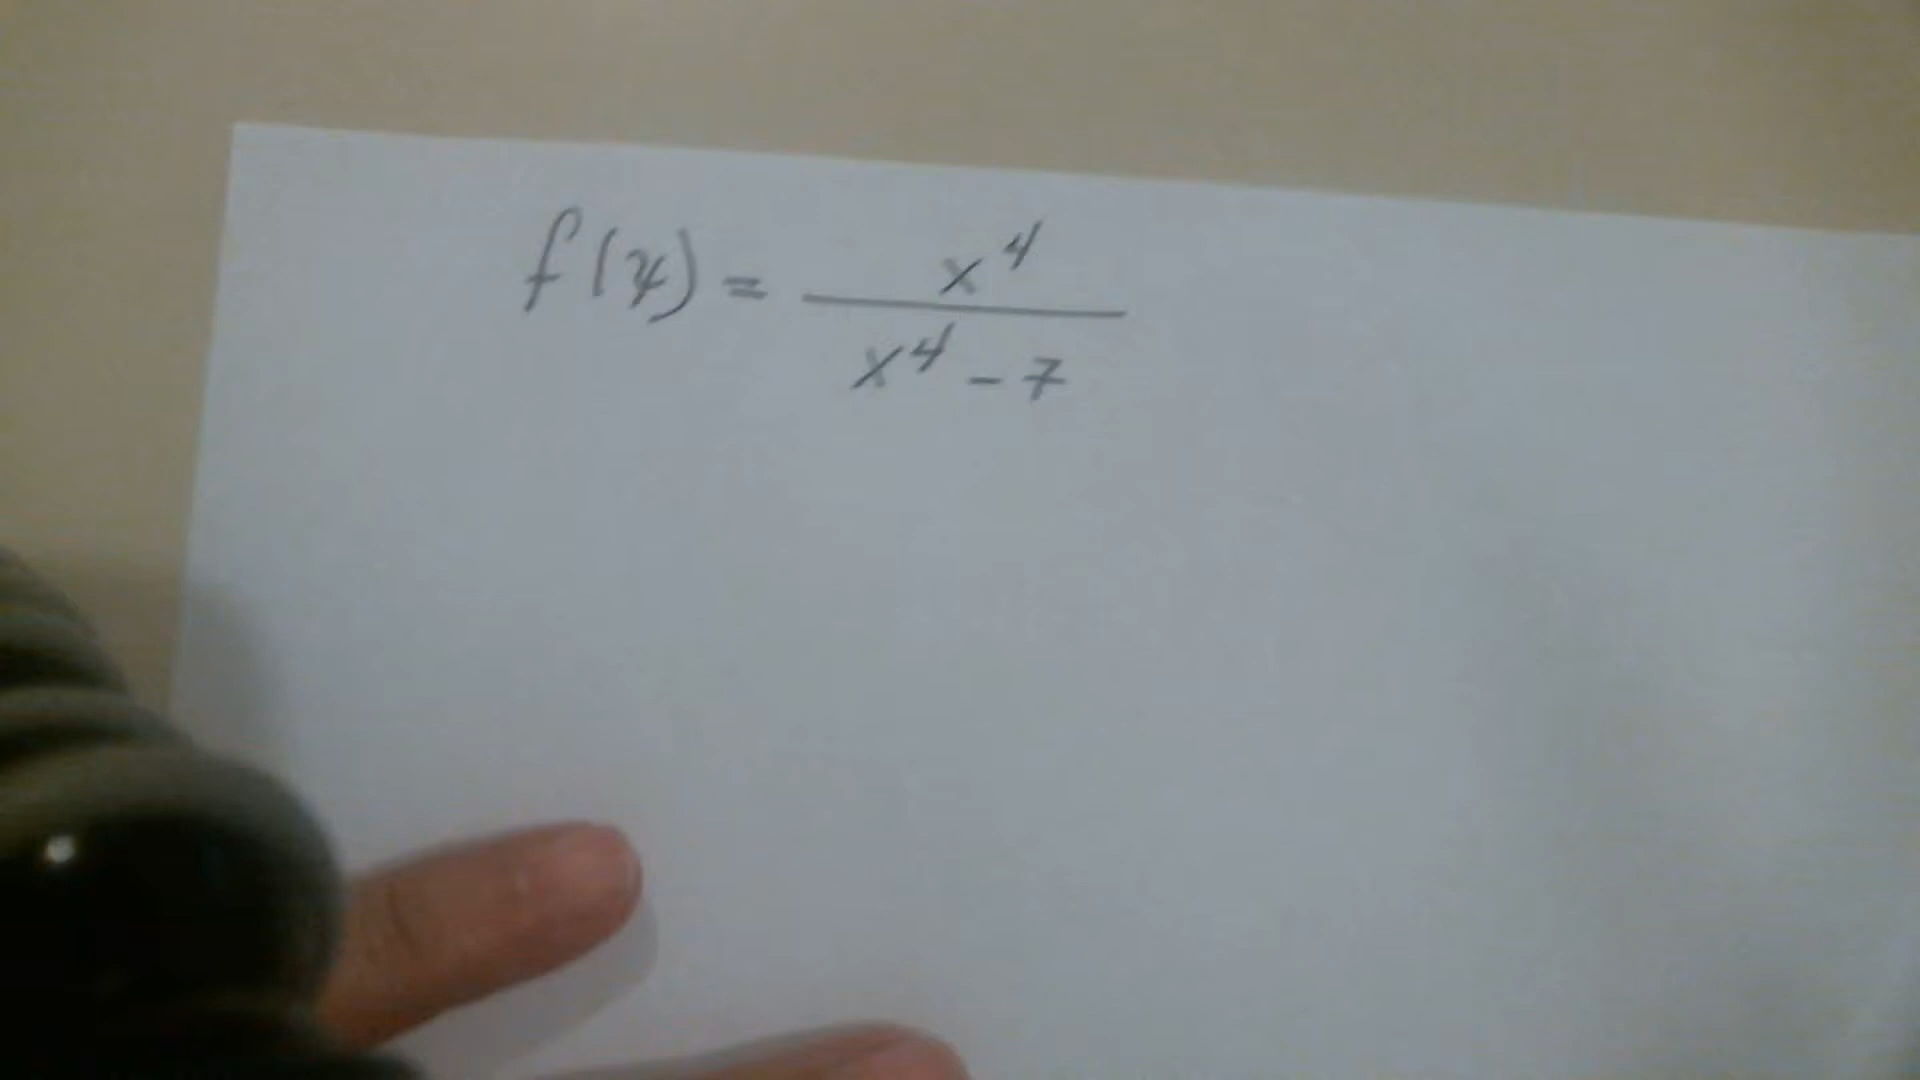 f(x) = x⁴ / (x⁴ - 7)